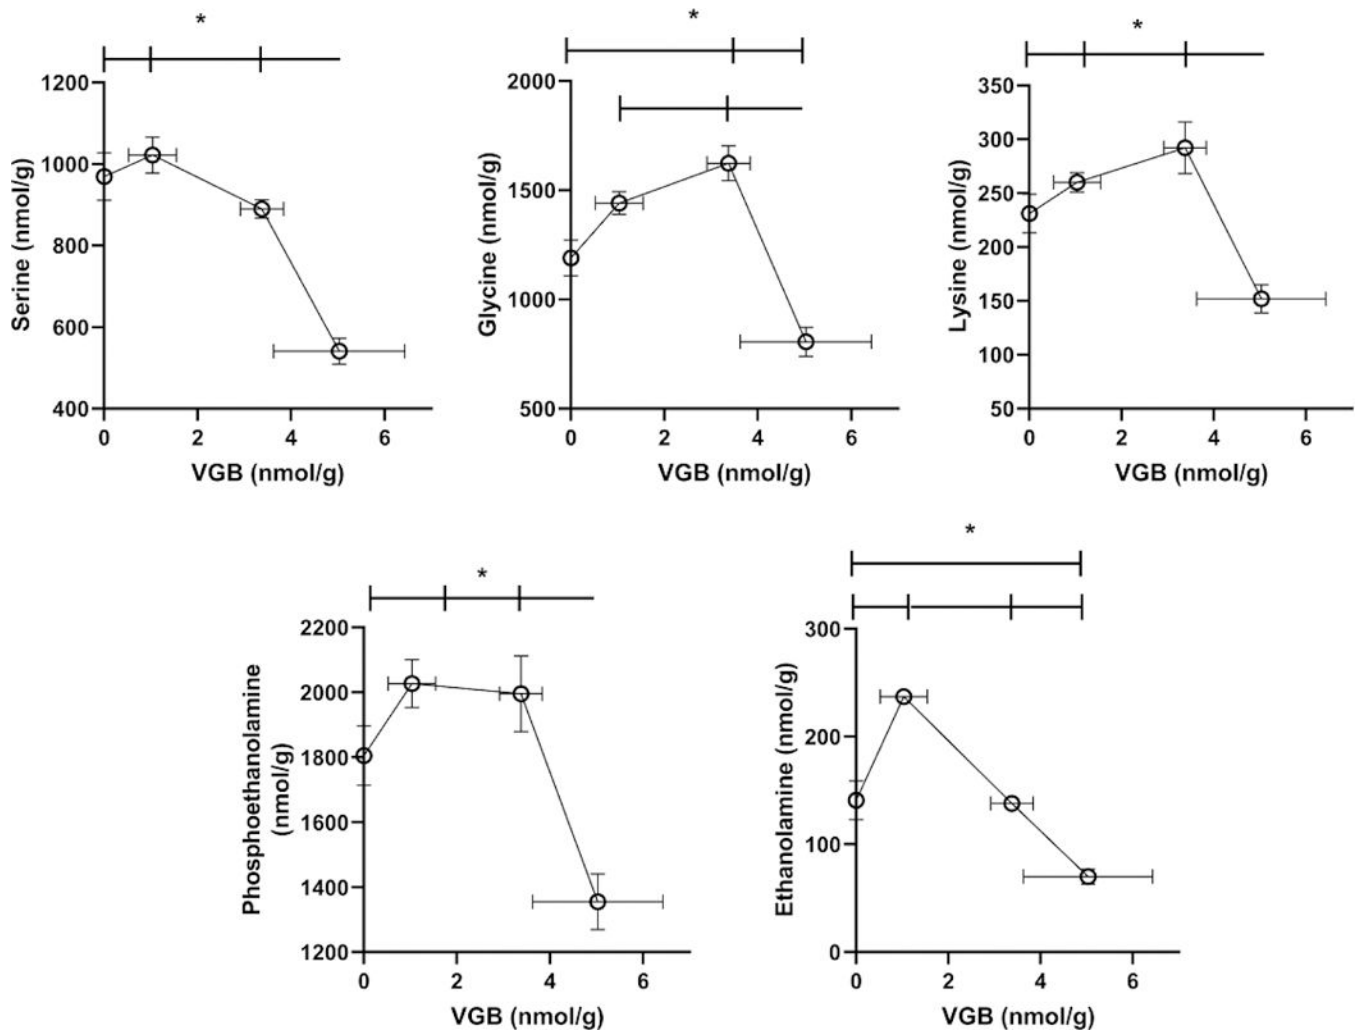 *
1200
1000
800
600
400
Serine (nmol/g)
0 2 4 6
VGB (nmol/g)
*
2000
1500
1000
500
Glycine (nmol/g)
0 2 4 6
VGB (nmol/g)
*
350
300
250
200
150
100
50
Lysine (nmol/g)
0 2 4 6
VGB (nmol/g)
*
2200
2000
1800
1600
1400
1200
Phosphoethanolamine
(nmol/g)
0 2 4 6
VGB (nmol/g)
*
300
200
100
0
Ethanolamine (nmol/g)
0 2 4 6
VGB (nmol/g)